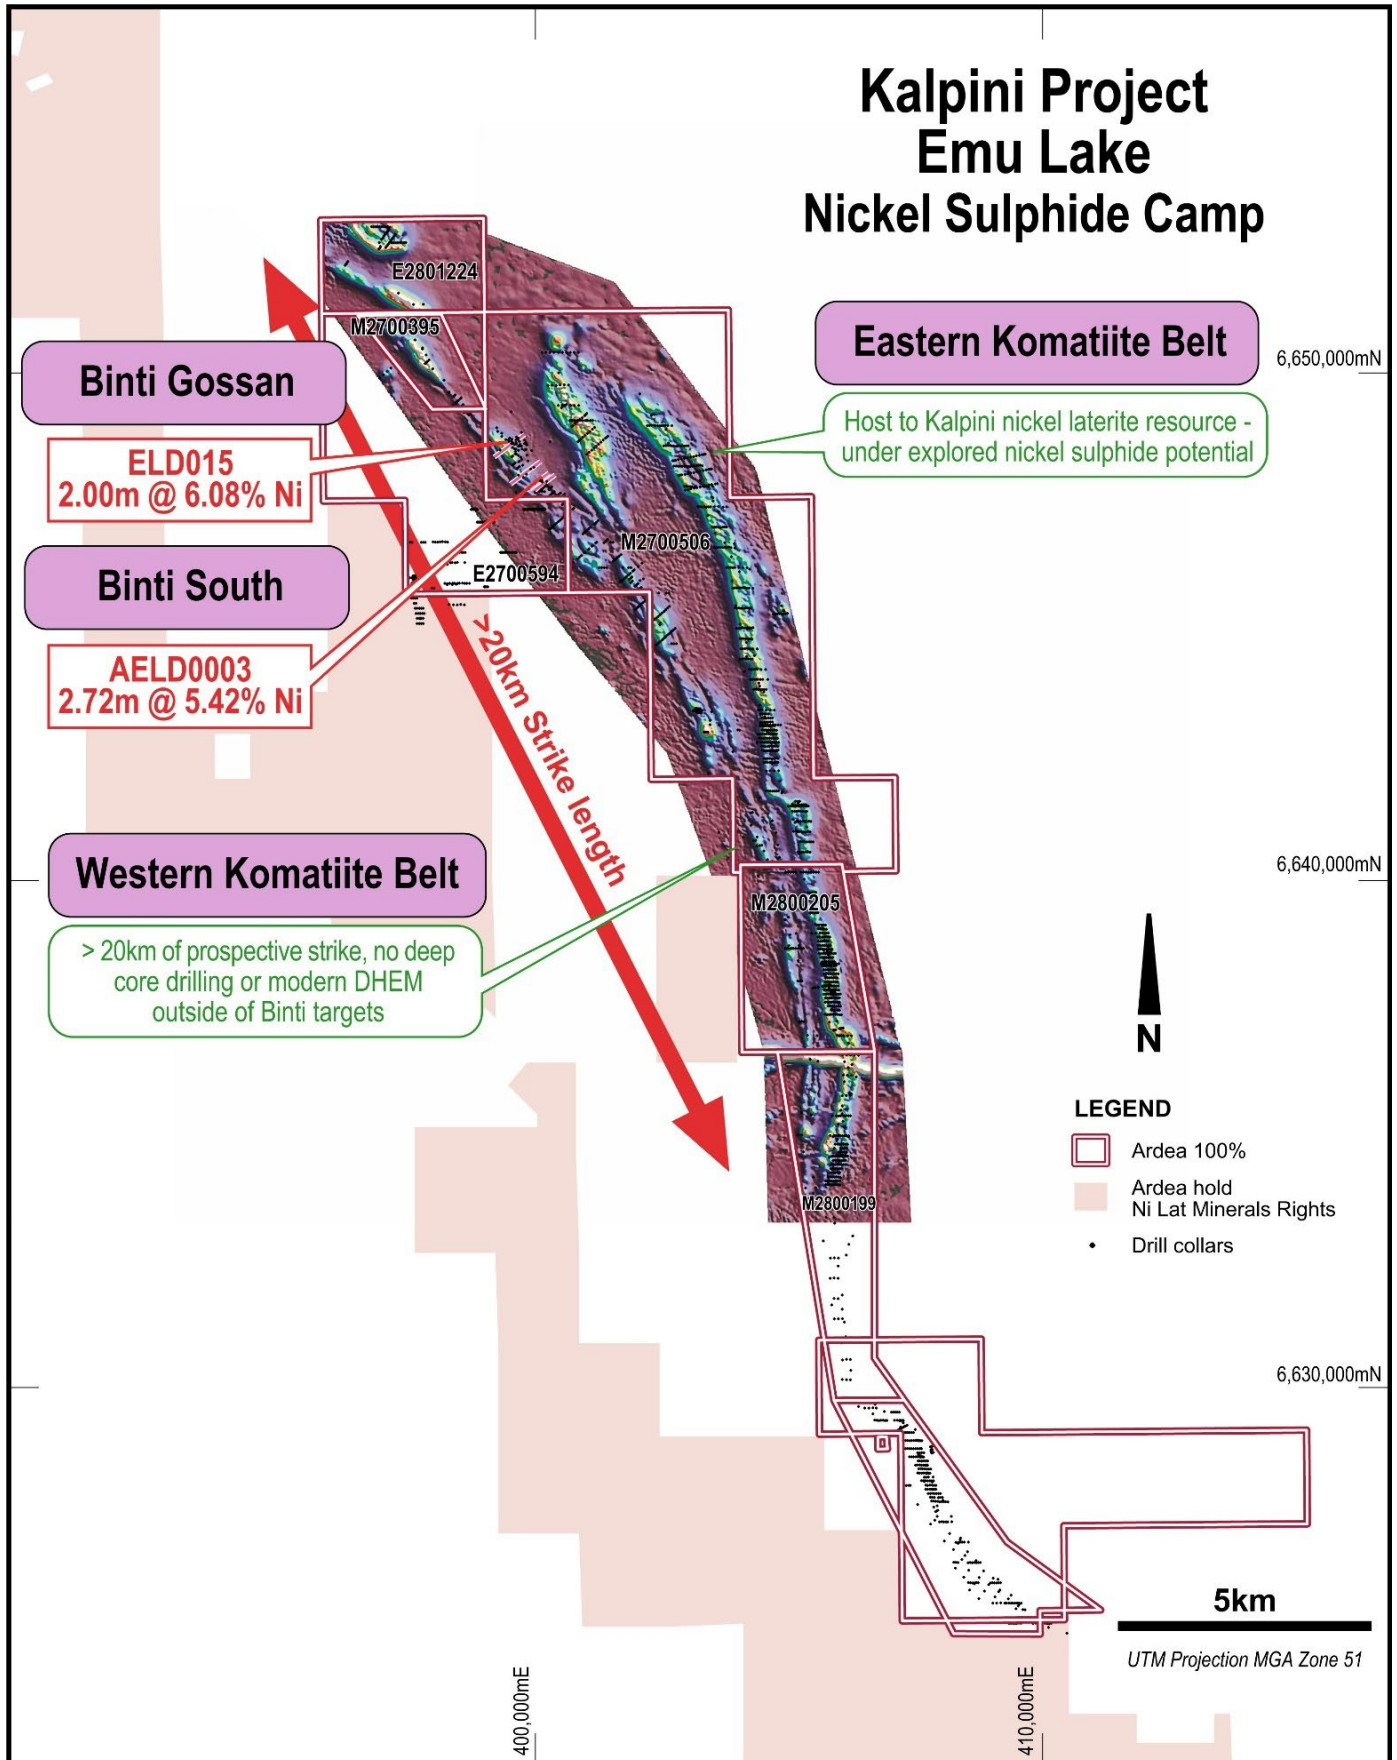 Kalpini Project
Emu Lake
Nickel Sulphide Camp
E2801224
M2700395
Eastern Komatiite Belt
6,650,000mN
Binti Gossan
Host to Kalpini nickel laterite resource -
under explored nickel sulphide potential
ELD015
2.00m @ 6.08% Ni
M2700506
E2700594
Binti South
AELD0003
2.72m @ 5.42% Ni
>20km Strike length
Western Komatiite Belt
6,640,000mN
M2800205
> 20km of prospective strike, no deep
core drilling or modern DHEM
outside of Binti targets
N
LEGEND
Ardea 100%
Ardea hold
Ni Lat Minerals Rights
Drill collars
M2800199
6,630,000mN
5km
UTM Projection MGA Zone 51
400,000mE
410,000mE